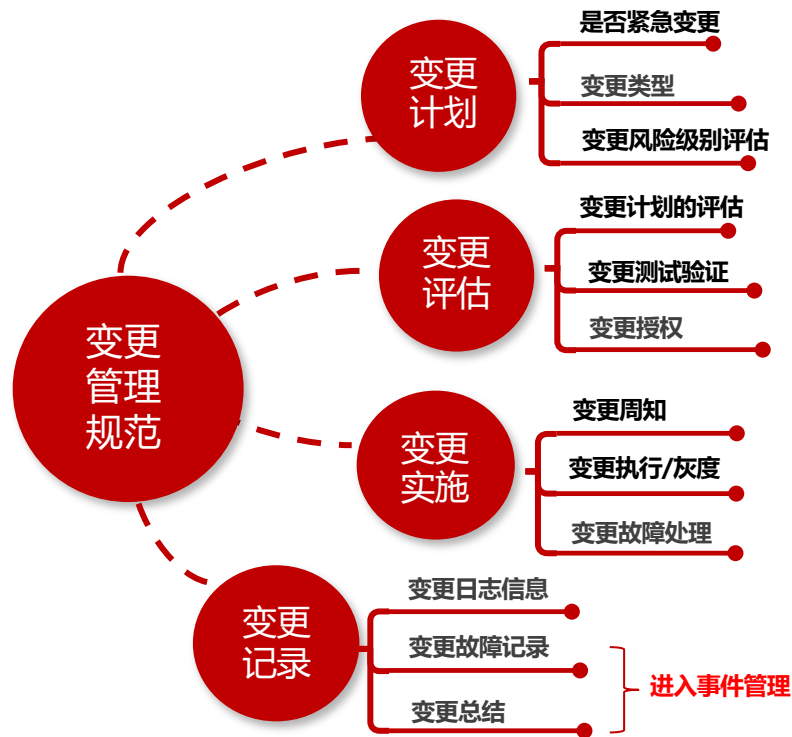 变更
计划
是否紧急变更
变更类型
变更风险级别评估
变更
评估
变更计划的评估
变更测试验证
变更授权
变更
管理
规范
变更
实施
变更周知
变更执行/灰度
变更故障处理
变更
记录
变更日志信息
变更故障记录
变更总结
进入事件管理